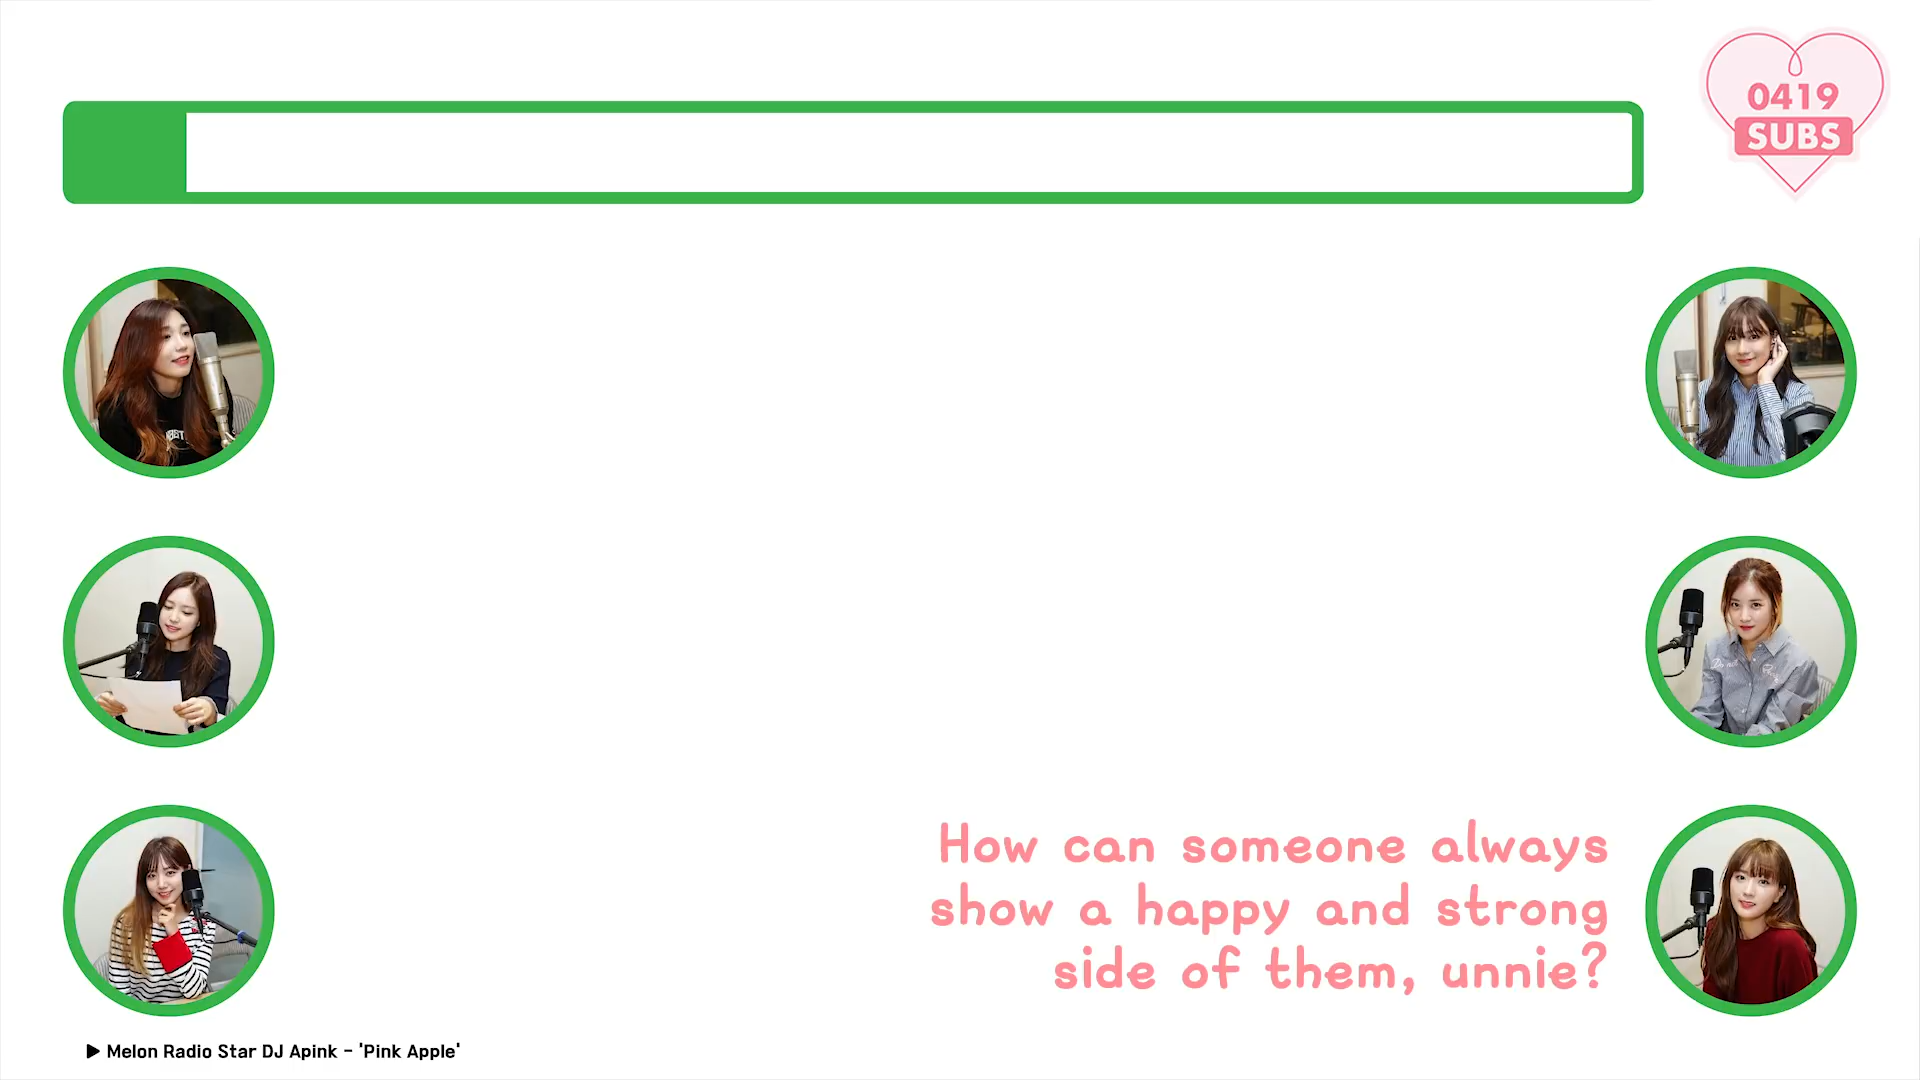 0419
SUBS
How can someone always
show a happy and strong
side of them, unnie?
▶ Melon Radio Star DJ Apink - 'Pink Apple'